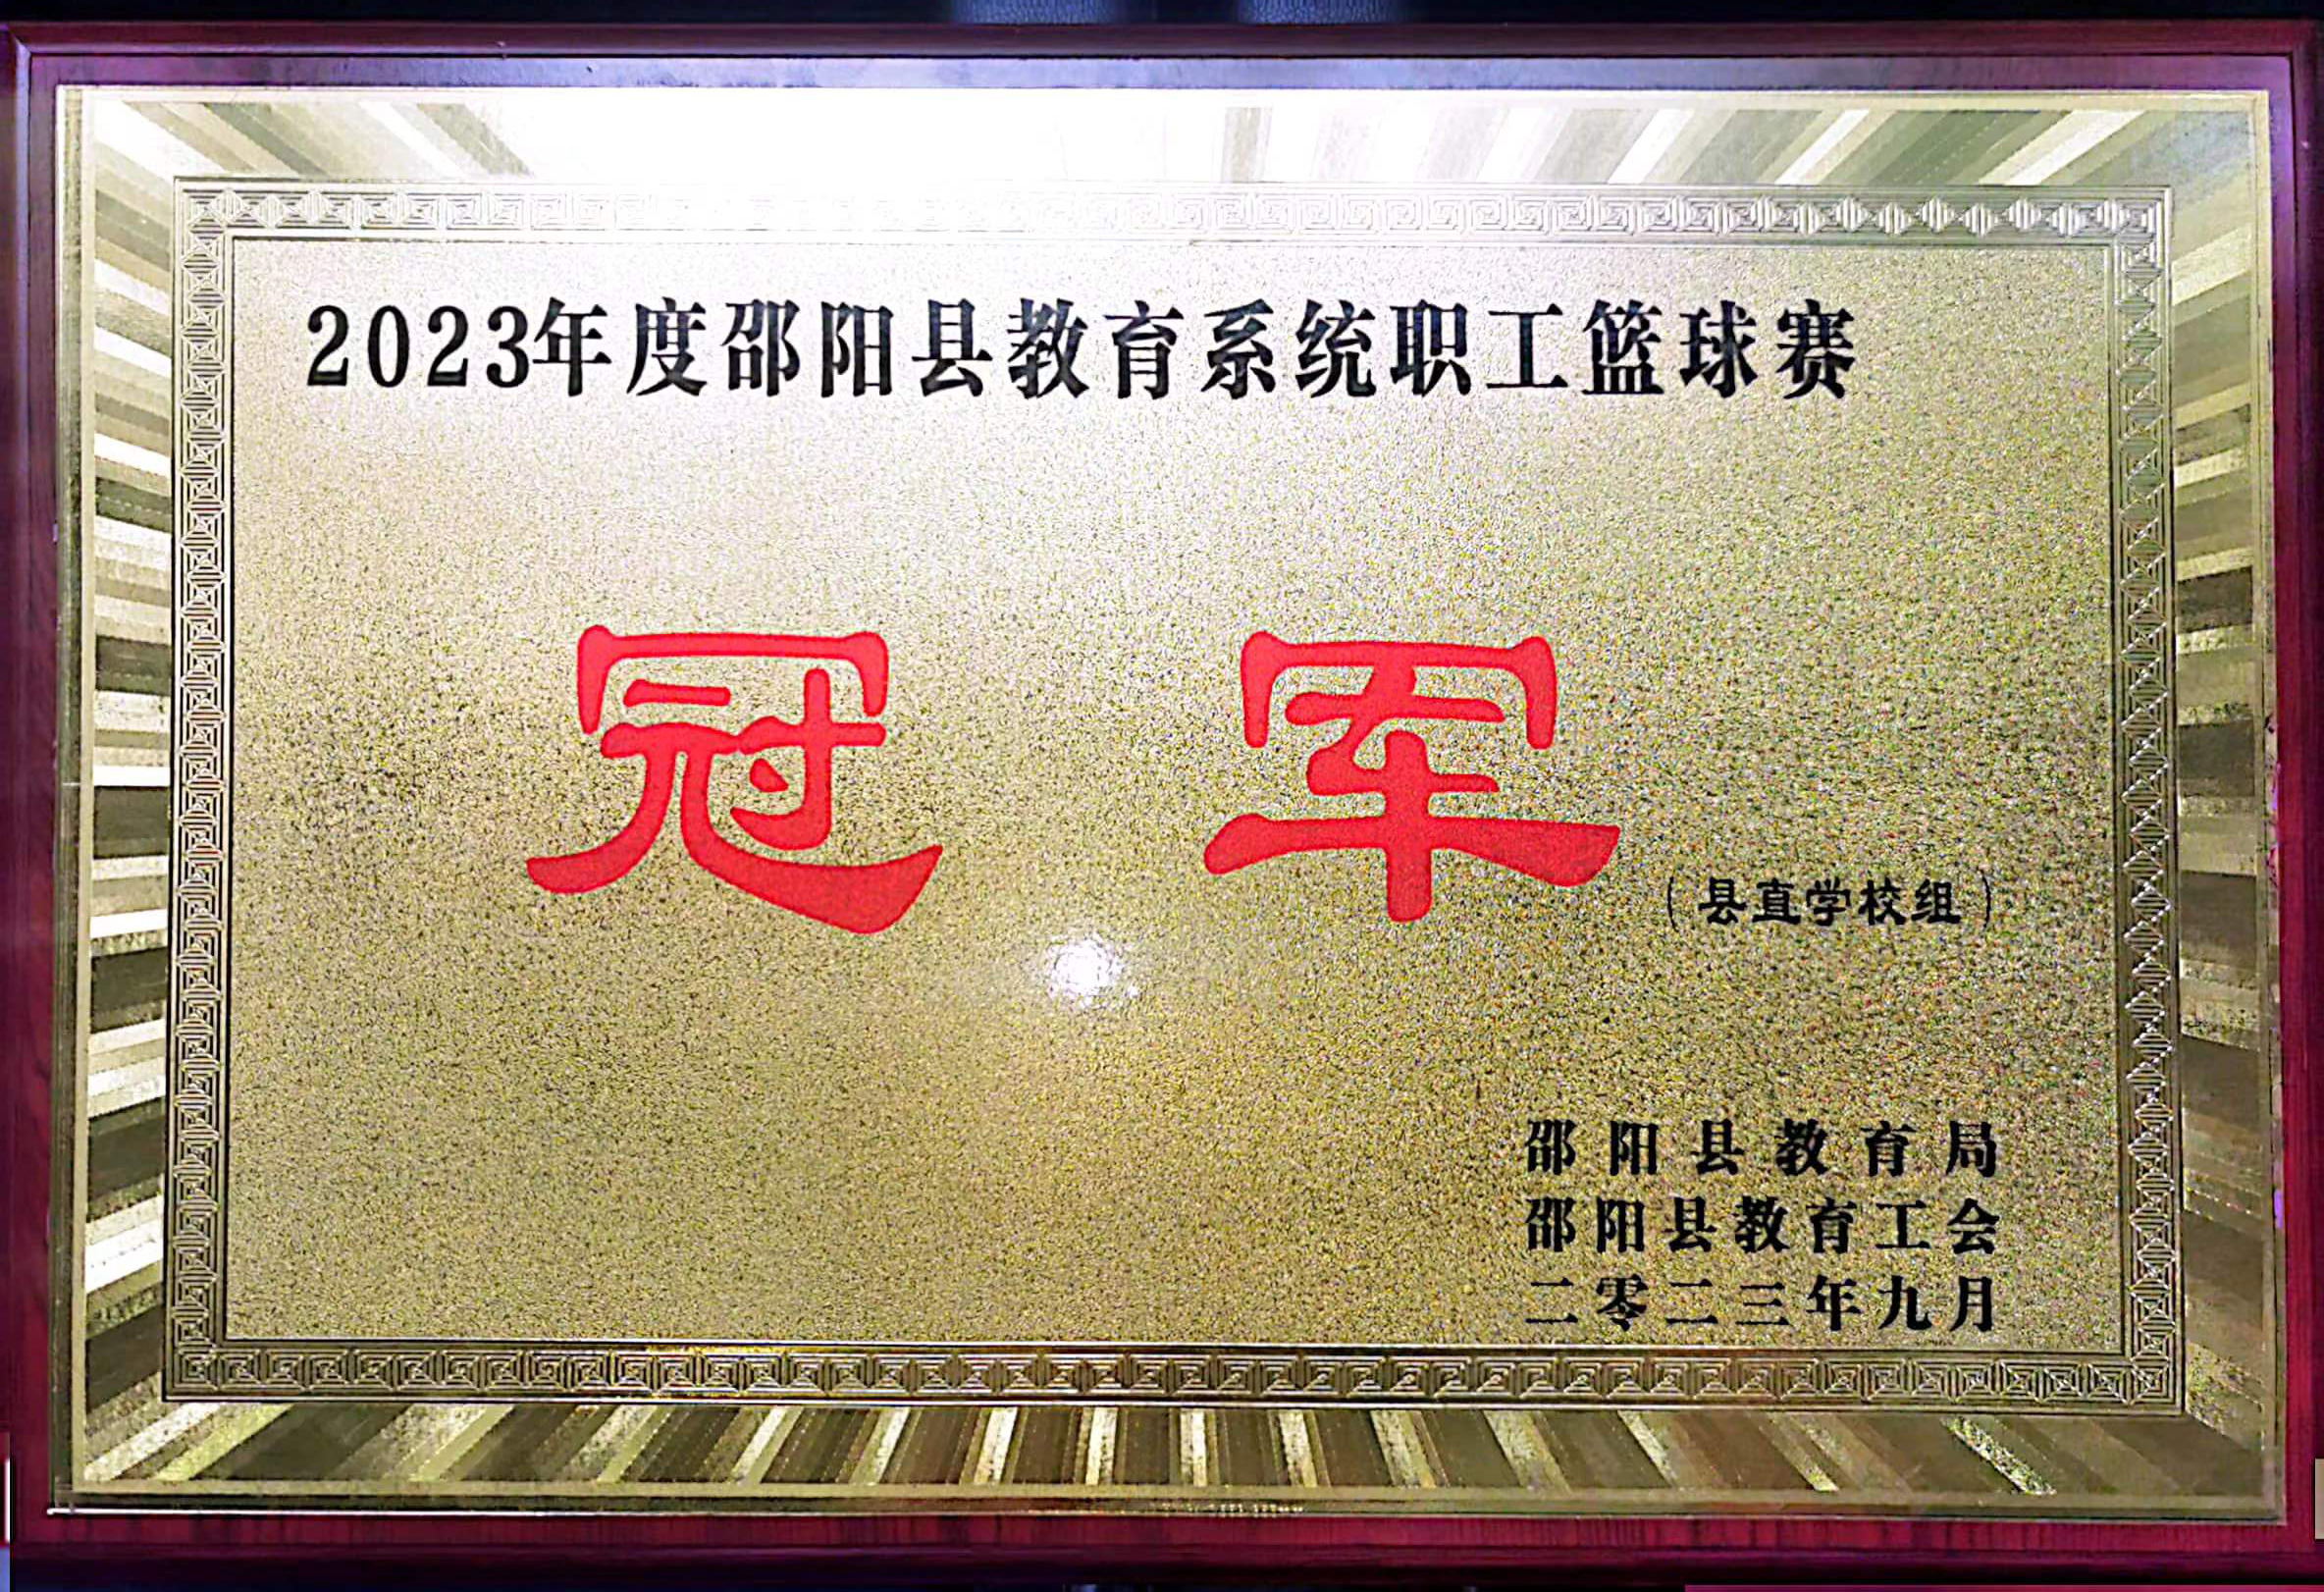 2023年度邵阳县教育系统职工篮球赛
冠军
（县直学校组）
邵阳县教育局
邵阳县教育工会
二零二三年九月